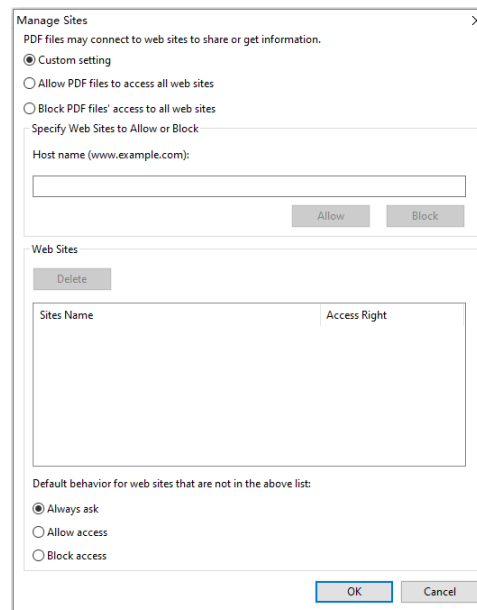 Manage Sites
PDF files may connect to web sites to share or get information.
Custom setting
Allow PDF files to access all web sites
Block PDF files' access to all web sites
Specify Web Sites to Allow or Block
Host name (www.example.com):
Allow Block
Web Sites
Delete
Sites Name Access Right
Default behavior for web sites that are not in the above list:
Always ask
Allow access
Block access
OK Cancel